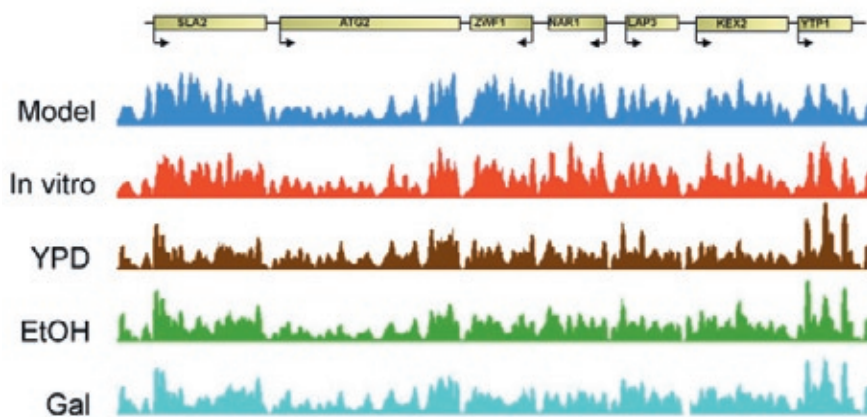 SLA2 ATG2 ZWF1 NAR1 LAP3 KEX2 YTP1
Model
In vitro
YPD
EtOH
Gal